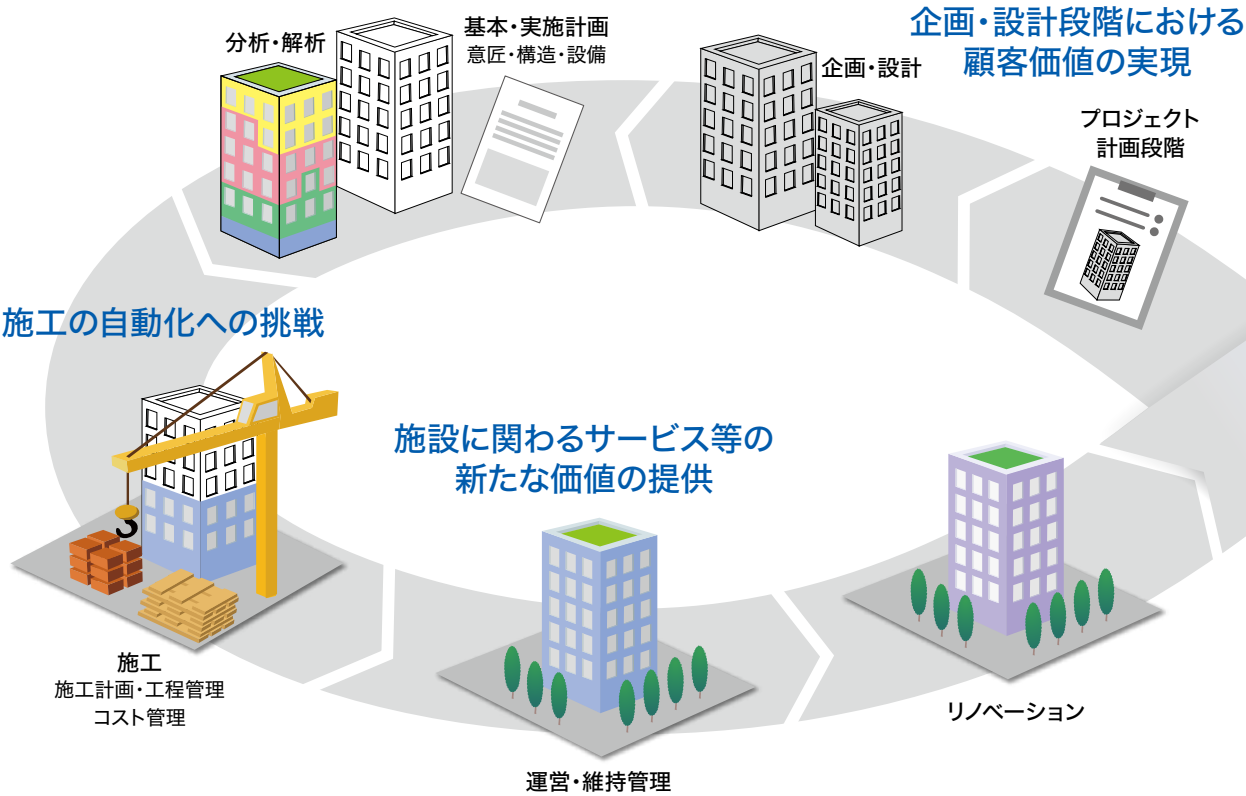 企画・設計段階における
顧客価値の実現
基本・実施計画
意匠・構造・設備
分析・解析
企画・設計
プロジェクト
計画段階
施工の自動化への挑戦
施設に関わるサービス等の
新たな価値の提供
施工
施工計画・工程管理
コスト管理
運営・維持管理
リノベーション